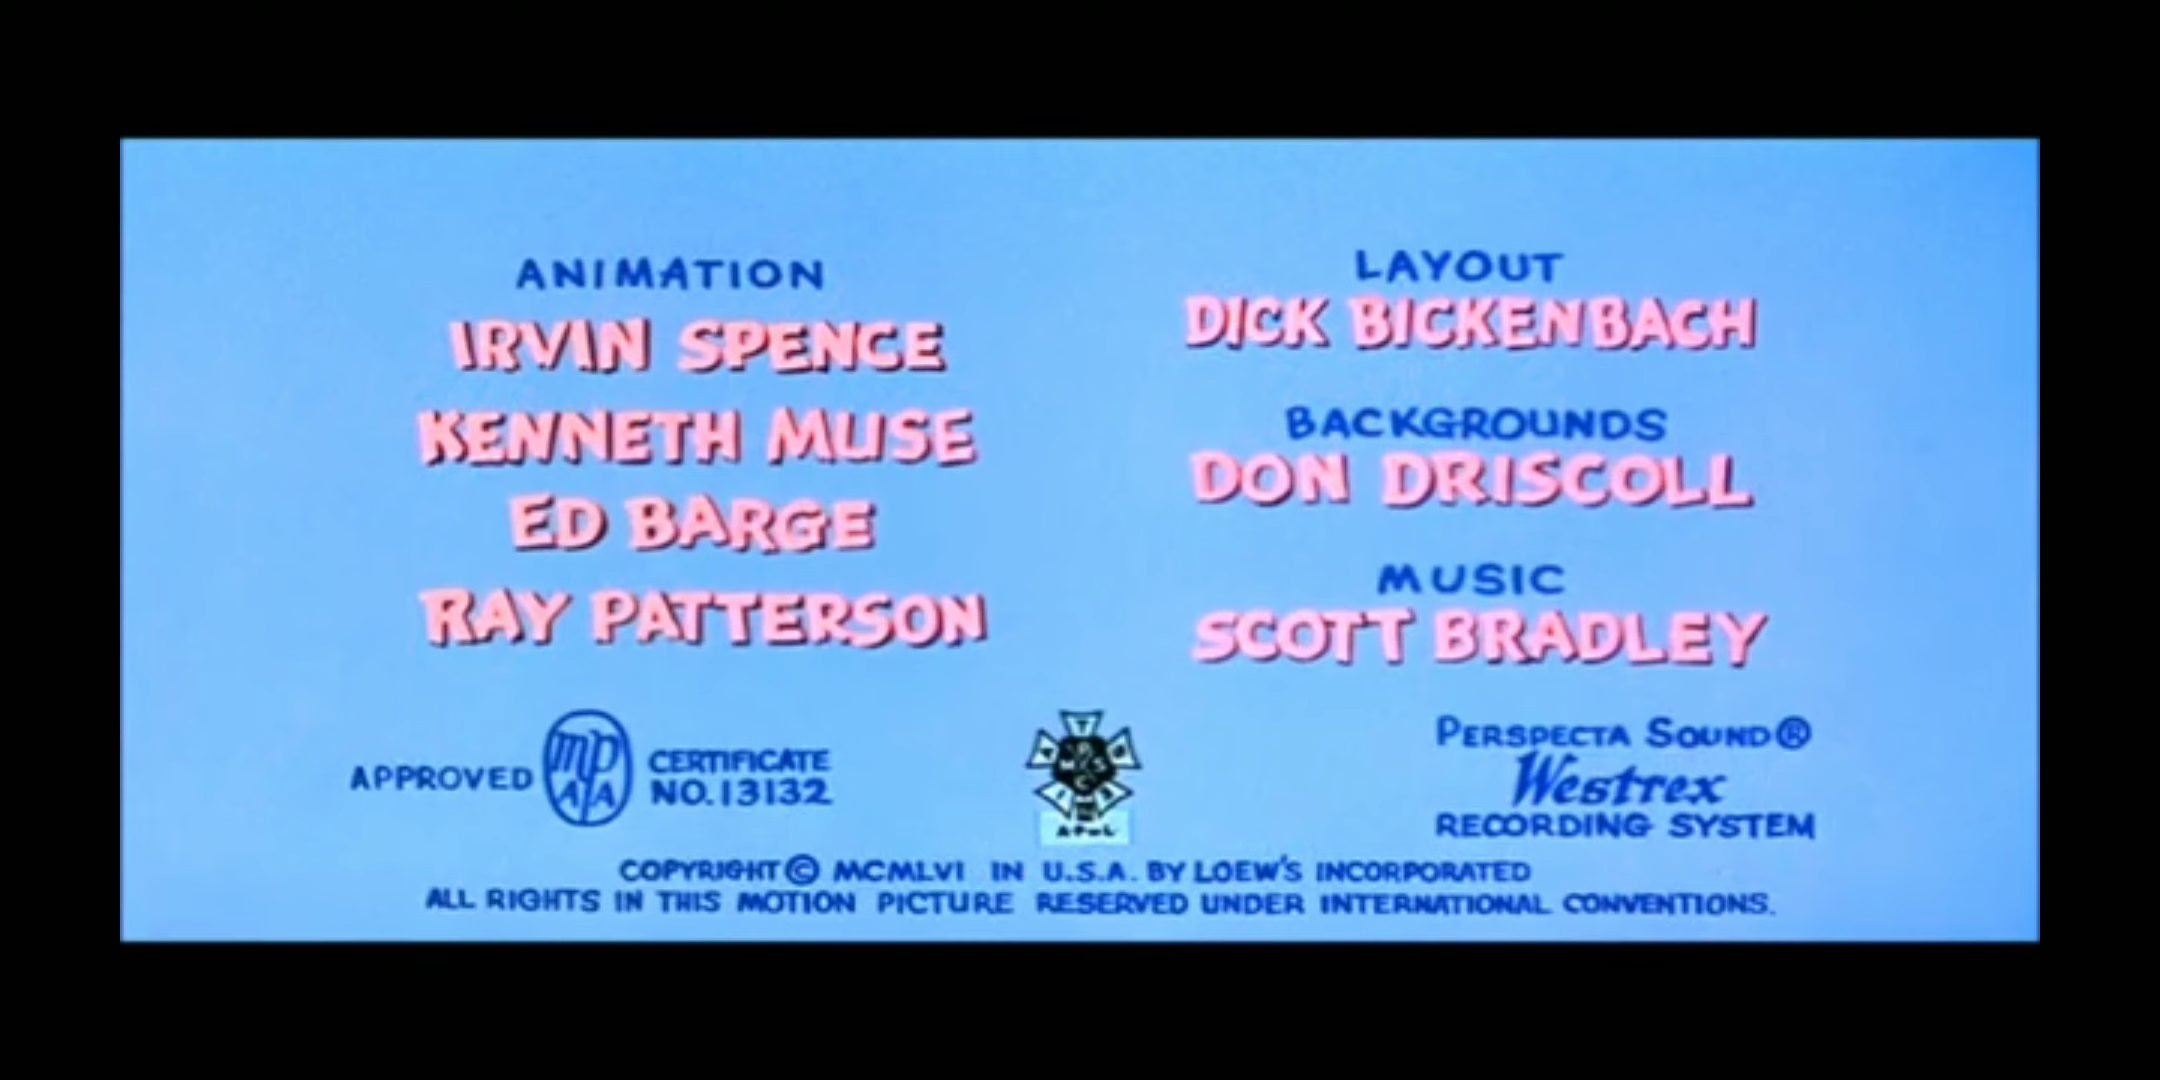 ANIMATION
IRVIN SPENCE
KENNETH MUSE
ED BARGE
RAY PATTERSON
LAYOUT
DICK BICKENBACH
BACKGROUNDS
DON DRISCOLL
MUSIC
SCOTT BRADLEY
APPROVED
MPAA
CERTIFICATE
NO. 13132
PERSPECTA SOUND®
Westrex
RECORDING SYSTEM
COPYRIGHT © MCMLVI IN U.S.A. BY LOEW'S INCORPORATED
ALL RIGHTS IN THIS MOTION PICTURE RESERVED UNDER INTERNATIONAL CONVENTIONS.